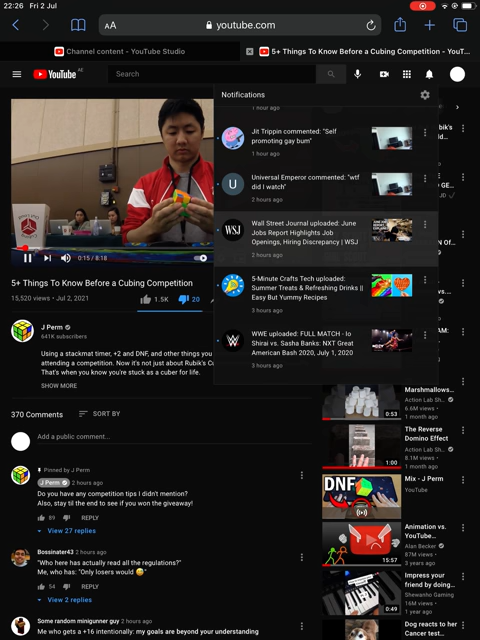 22:26 Fri 2 Jul
AA
youtube.com
Channel content - YouTube Studio
5+ Things To Know Before a Cubing Competition - YouT...
YouTube AE
Search
Notifications
1 hour ago
Jit Trippin commented: "Self
promoting gay bum"
1 hour ago
U
Universal Emperor commented: "wtf
did I watch"
2 hours ago
WSJ
Wall Street Journal uploaded: June
Jobs Report Highlights Job
Openings, Hiring Discrepancy | WSJ
2 hours ago
5-Minute Crafts Tech uploaded:
Summer Treats & Refreshing Drinks ||
Easy But Yummy Recipes
3 hours ago
WWE uploaded: FULL MATCH - Io
Shirai vs. Sasha Banks: NXT Great
American Bash 2020, July 1, 2020
3 hours ago
0:15 / 8:18
5+ Things To Know Before a Cubing Competition
15,520 views • Jul 2, 2021
1.5K
20
J Perm
641K subscribers
Using a stackmat timer, +2 and DNF, and other things you
attending a competition. Now it's not just about Rubik's Cu
That's when you know you're stuck as a cuber for life.
SHOW MORE
370 Comments
SORT BY
Add a public comment...
Pinned by J Perm
J Perm 2 hours ago
Do you have any competition tips I didn't mention?
Also, stay till the end to see if you won the giveaway!
89
REPLY
View 27 replies
Bossinater43 2 hours ago
"Who here has actually read all the regulations?"
Me, who has: "Only losers would 😅"
54
REPLY
View 2 replies
Some random minigunner guy 2 hours ago
Me who gets a +16 intentionally: my goals are beyond your understanding
Marshmallows...
Action Lab Sh...
6.6M views •
1 month ago
0:53
The Reverse
Domino Effect
Action Lab Sh...
8.1M views •
1 month ago
1:00
DNF
Mix - J Perm
YouTube
Animation vs.
YouTube...
Alan Becker
87M views •
3 years ago
15:57
Impress your
friend by doing...
Shewanho Gaming
16M views •
1 year ago
0:49
Dog reacts to her
Cancer test...